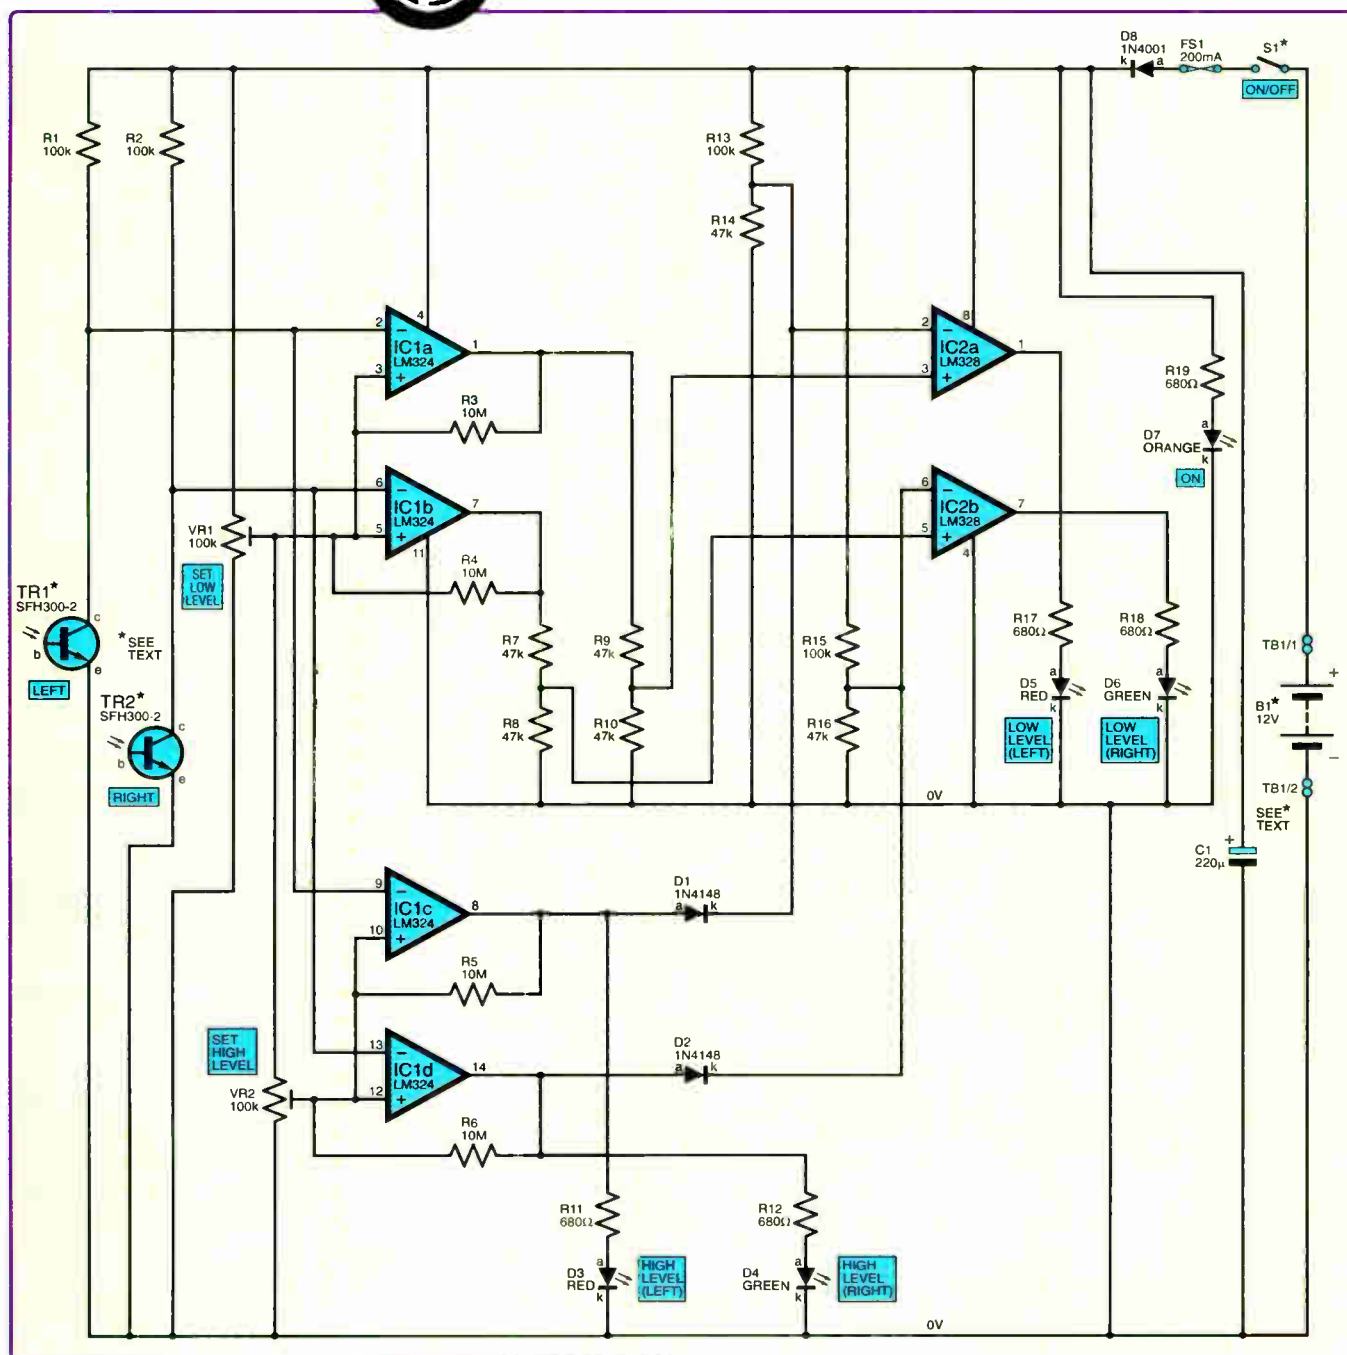 D8
1N4001
k a
FS1
200mA
S1*
ON/OFF
R1
100k
R2
100k
R13
100k
R14
47k
2
3
4
1
IC1a
LM324
−
+
R3
10M
2
3
8
1
IC2a
LM328
−
+
R19
680Ω
a
D7
ORANGE
k
ON
6
5
7
11
IC1b
LM324
−
+
R4
10M
6
5
7
4
IC2b
LM328
−
+
VR1
100k
SET
LOW
LEVEL
TR1*
SFH300-2
c
b
e
*SEE
TEXT
LEFT
TR2*
SFH300-2
c
b
e
RIGHT
R7
47k
R9
47k
R8
47k
R10
47k
R15
100k
R16
47k
R17
680Ω
R18
680Ω
a
D5
RED
k
a
D6
GREEN
k
LOW
LEVEL
(LEFT)
LOW
LEVEL
(RIGHT)
TB1/1
+
B1*
12V
−
TB1/2
SEE*
TEXT
0V
+
C1
220µ
9
10
8
IC1c
LM324
−
+
D1
1N4148
a k
R5
10M
SET
HIGH
LEVEL
VR2
100k
13
12
14
IC1d
LM324
−
+
D2
1N4148
a k
R6
10M
R11
680Ω
R12
680Ω
a
D3
RED
k
HIGH
LEVEL
(LEFT)
a
D4
GREEN
k
HIGH
LEVEL
(RIGHT)
0V